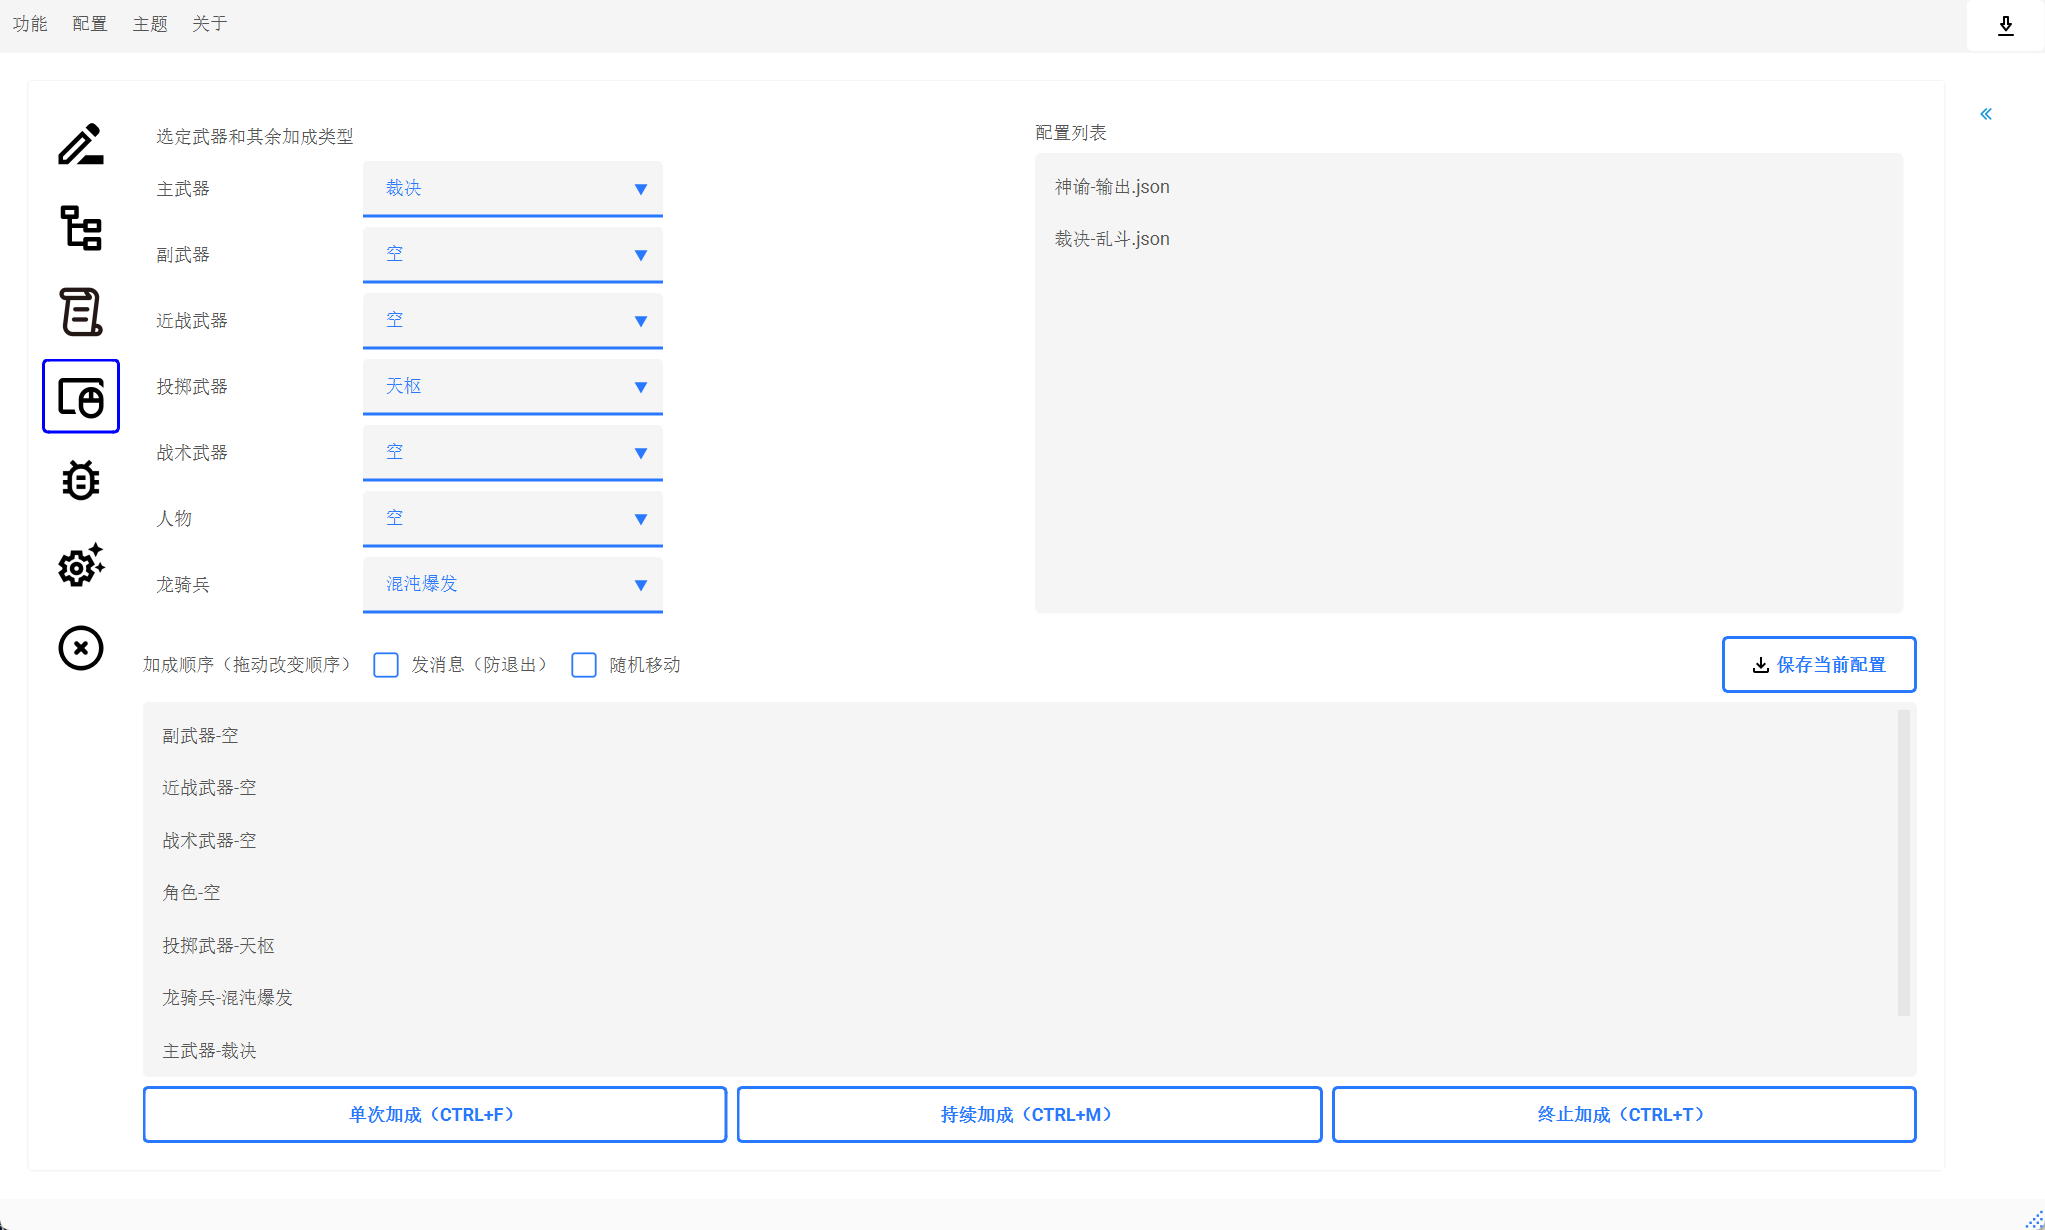 功能 配置 主题 关于
选定武器和其余加成类型
主武器 裁决
副武器 空
近战武器 空
投掷武器 天枢
战术武器 空
人物 空
龙骑兵 混沌爆发
配置列表
神谕-输出.json
裁决-乱斗.json
加成顺序（拖动改变顺序） 发消息（防退出） 随机移动
保存当前配置
副武器-空
近战武器-空
战术武器-空
角色-空
投掷武器-天枢
龙骑兵-混沌爆发
主武器-裁决
单次加成（CTRL+F） 持续加成（CTRL+M） 终止加成（CTRL+T）